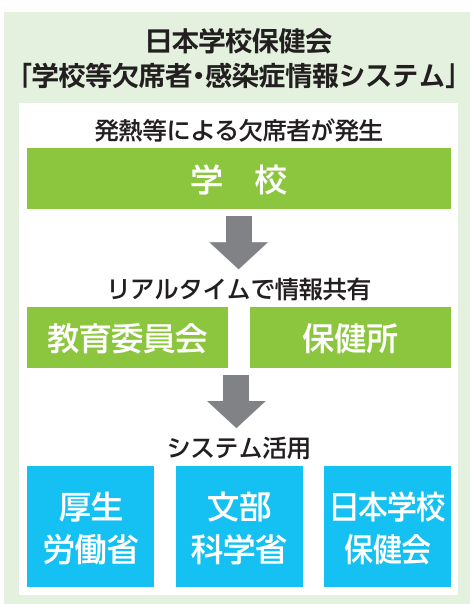 日本学校保健会
「学校等欠席者・感染症情報システム」
発熱等による欠席者が発生
学　校
リアルタイムで情報共有
教育委員会
保健所
システム活用
厚生
労働省
文部
科学省
日本学校
保健会